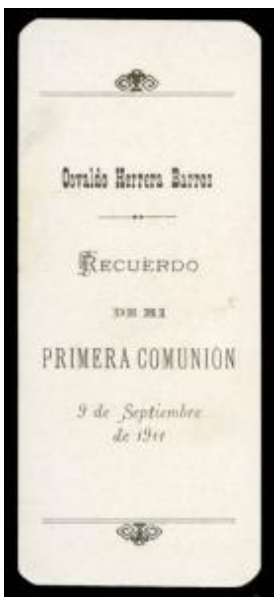 Osvaldo Herrera Barros
RECUERDO
DE MI
PRIMERA COMUNIÓN
9 de Septiembre
de 1911